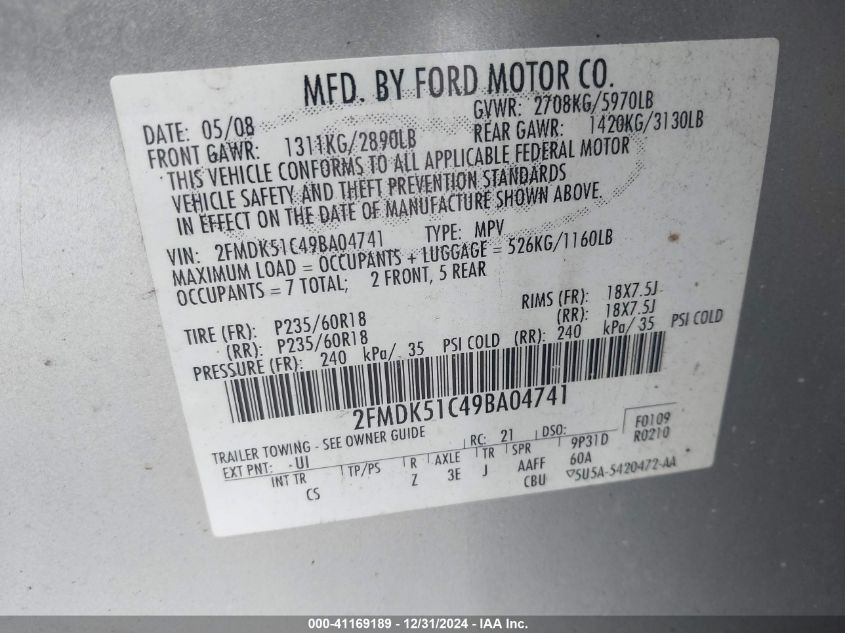 MFD. BY FORD MOTOR CO.
DATE: 05/08 GVWR: 2708KG/5970LB
FRONT GAWR: 1311KG/2890LB REAR GAWR: 1420KG/3130LB
THIS VEHICLE CONFORMS TO ALL APPLICABLE FEDERAL MOTOR
VEHICLE SAFETY AND THEFT PREVENTION STANDARDS
IN EFFECT ON THE DATE OF MANUFACTURE SHOWN ABOVE.
VIN: 2FMDK51C49BA04741 TYPE: MPV
MAXIMUM LOAD = OCCUPANTS + LUGGAGE = 526KG/1160LB
OCCUPANTS = 7 TOTAL; 2 FRONT, 5 REAR
TIRE (FR): P235/60R18 RIMS (FR): 18X7.5J
(RR): P235/60R18 (RR): 18X7.5J
PRESSURE (FR): 240 kPa/ 35 PSI COLD (RR): 240 kPa/ 35 PSI COLD
2FMDK51C49BA04741
TRAILER TOWING - SEE OWNER GUIDE F0109
EXT PNT: - UI RC: 21 DSO: 9P31D R0210
INT TR TP/PS R AXLE TR SPR 60A
CS Z 3E J AAFF
CBU 5U5A-5420472-AA
000-41169189 - 12/31/2024 - IAA Inc.